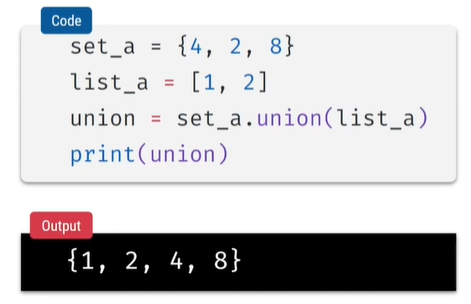 Code
set_a = {4, 2, 8}
list_a = [1, 2]
union = set_a.union(list_a)
print(union)
Output
{1, 2, 4, 8}